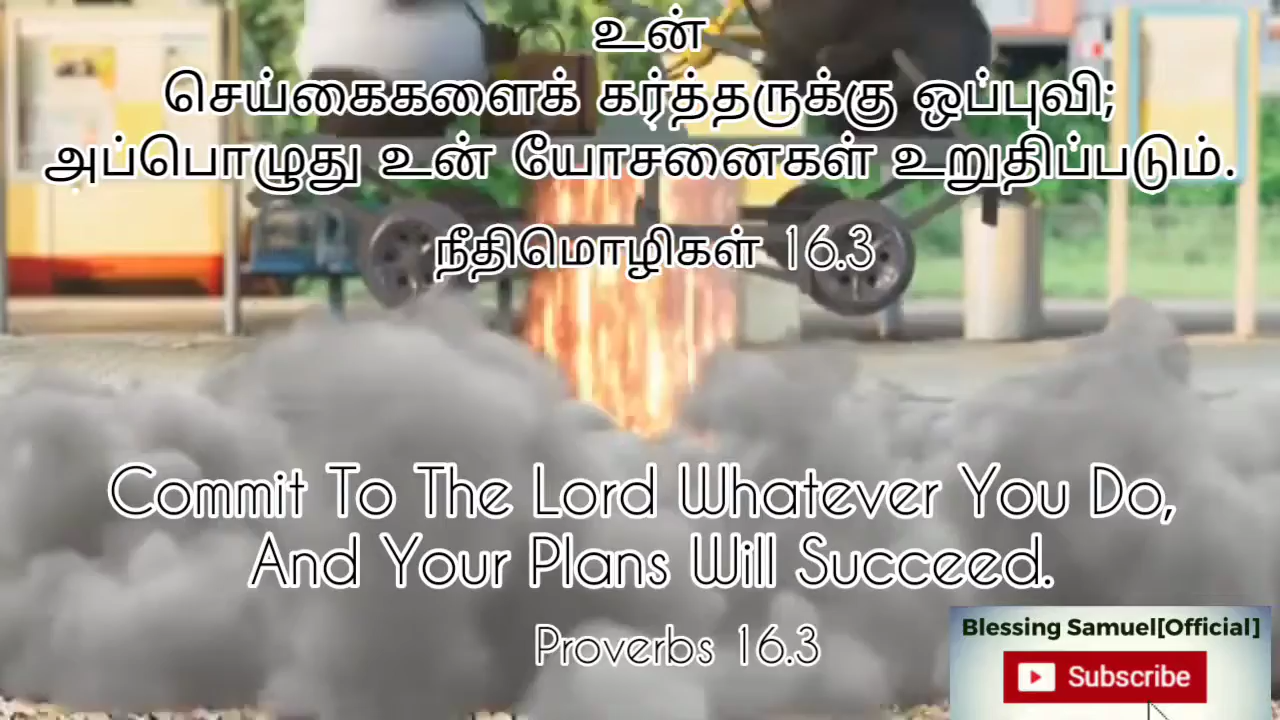 உன்
செய்கைகளைக் கர்த்தருக்கு ஒப்புவி;
அப்பொழுது உன் யோசனைகள் உறுதிப்படும்.
நீதிமொழிகள் 16.3
Commit To The Lord Whatever You Do,
And Your Plans Will Succeed.
Proverbs 16.3
Blessing Samuel[Official]
Subscribe